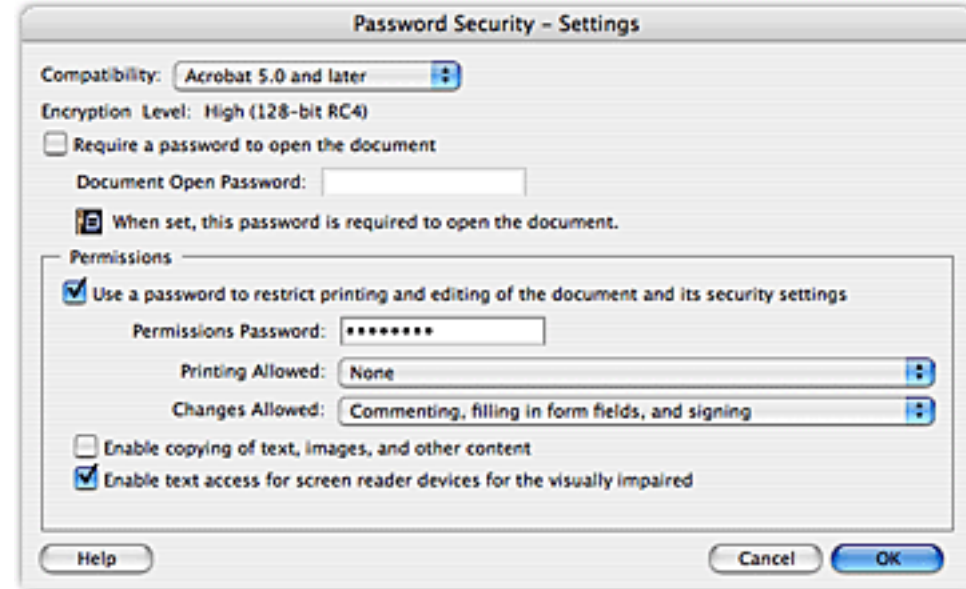 Password Security – Settings
Compatibility: Acrobat 5.0 and later
Encryption Level: High (128-bit RC4)
Require a password to open the document
Document Open Password:
When set, this password is required to open the document.
Permissions
Use a password to restrict printing and editing of the document and its security settings
Permissions Password: ••••••••
Printing Allowed: None
Changes Allowed: Commenting, filling in form fields, and signing
Enable copying of text, images, and other content
Enable text access for screen reader devices for the visually impaired
Help Cancel OK